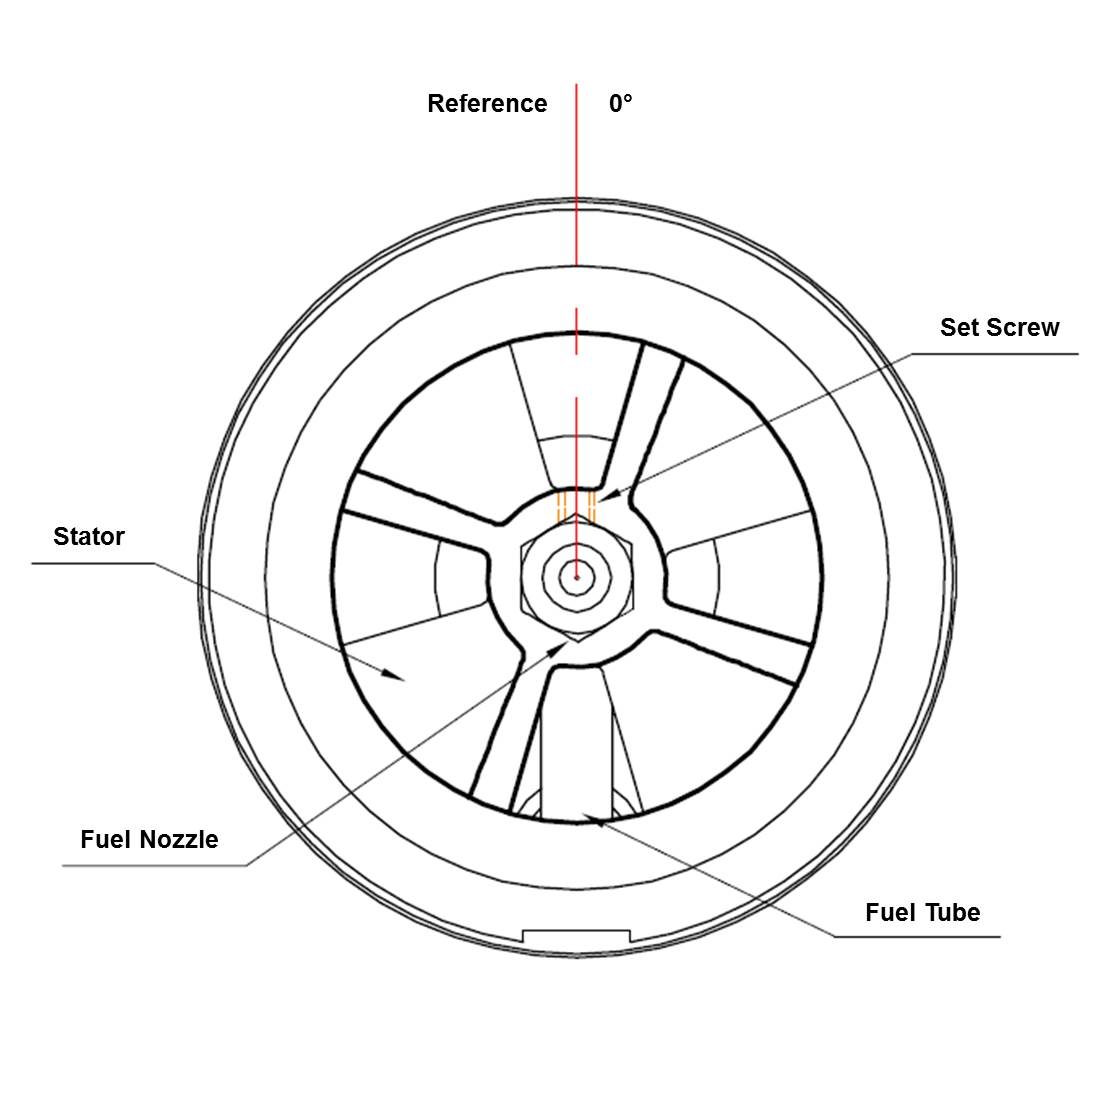 Reference 0°
Set Screw
Stator
Fuel Nozzle
Fuel Tube